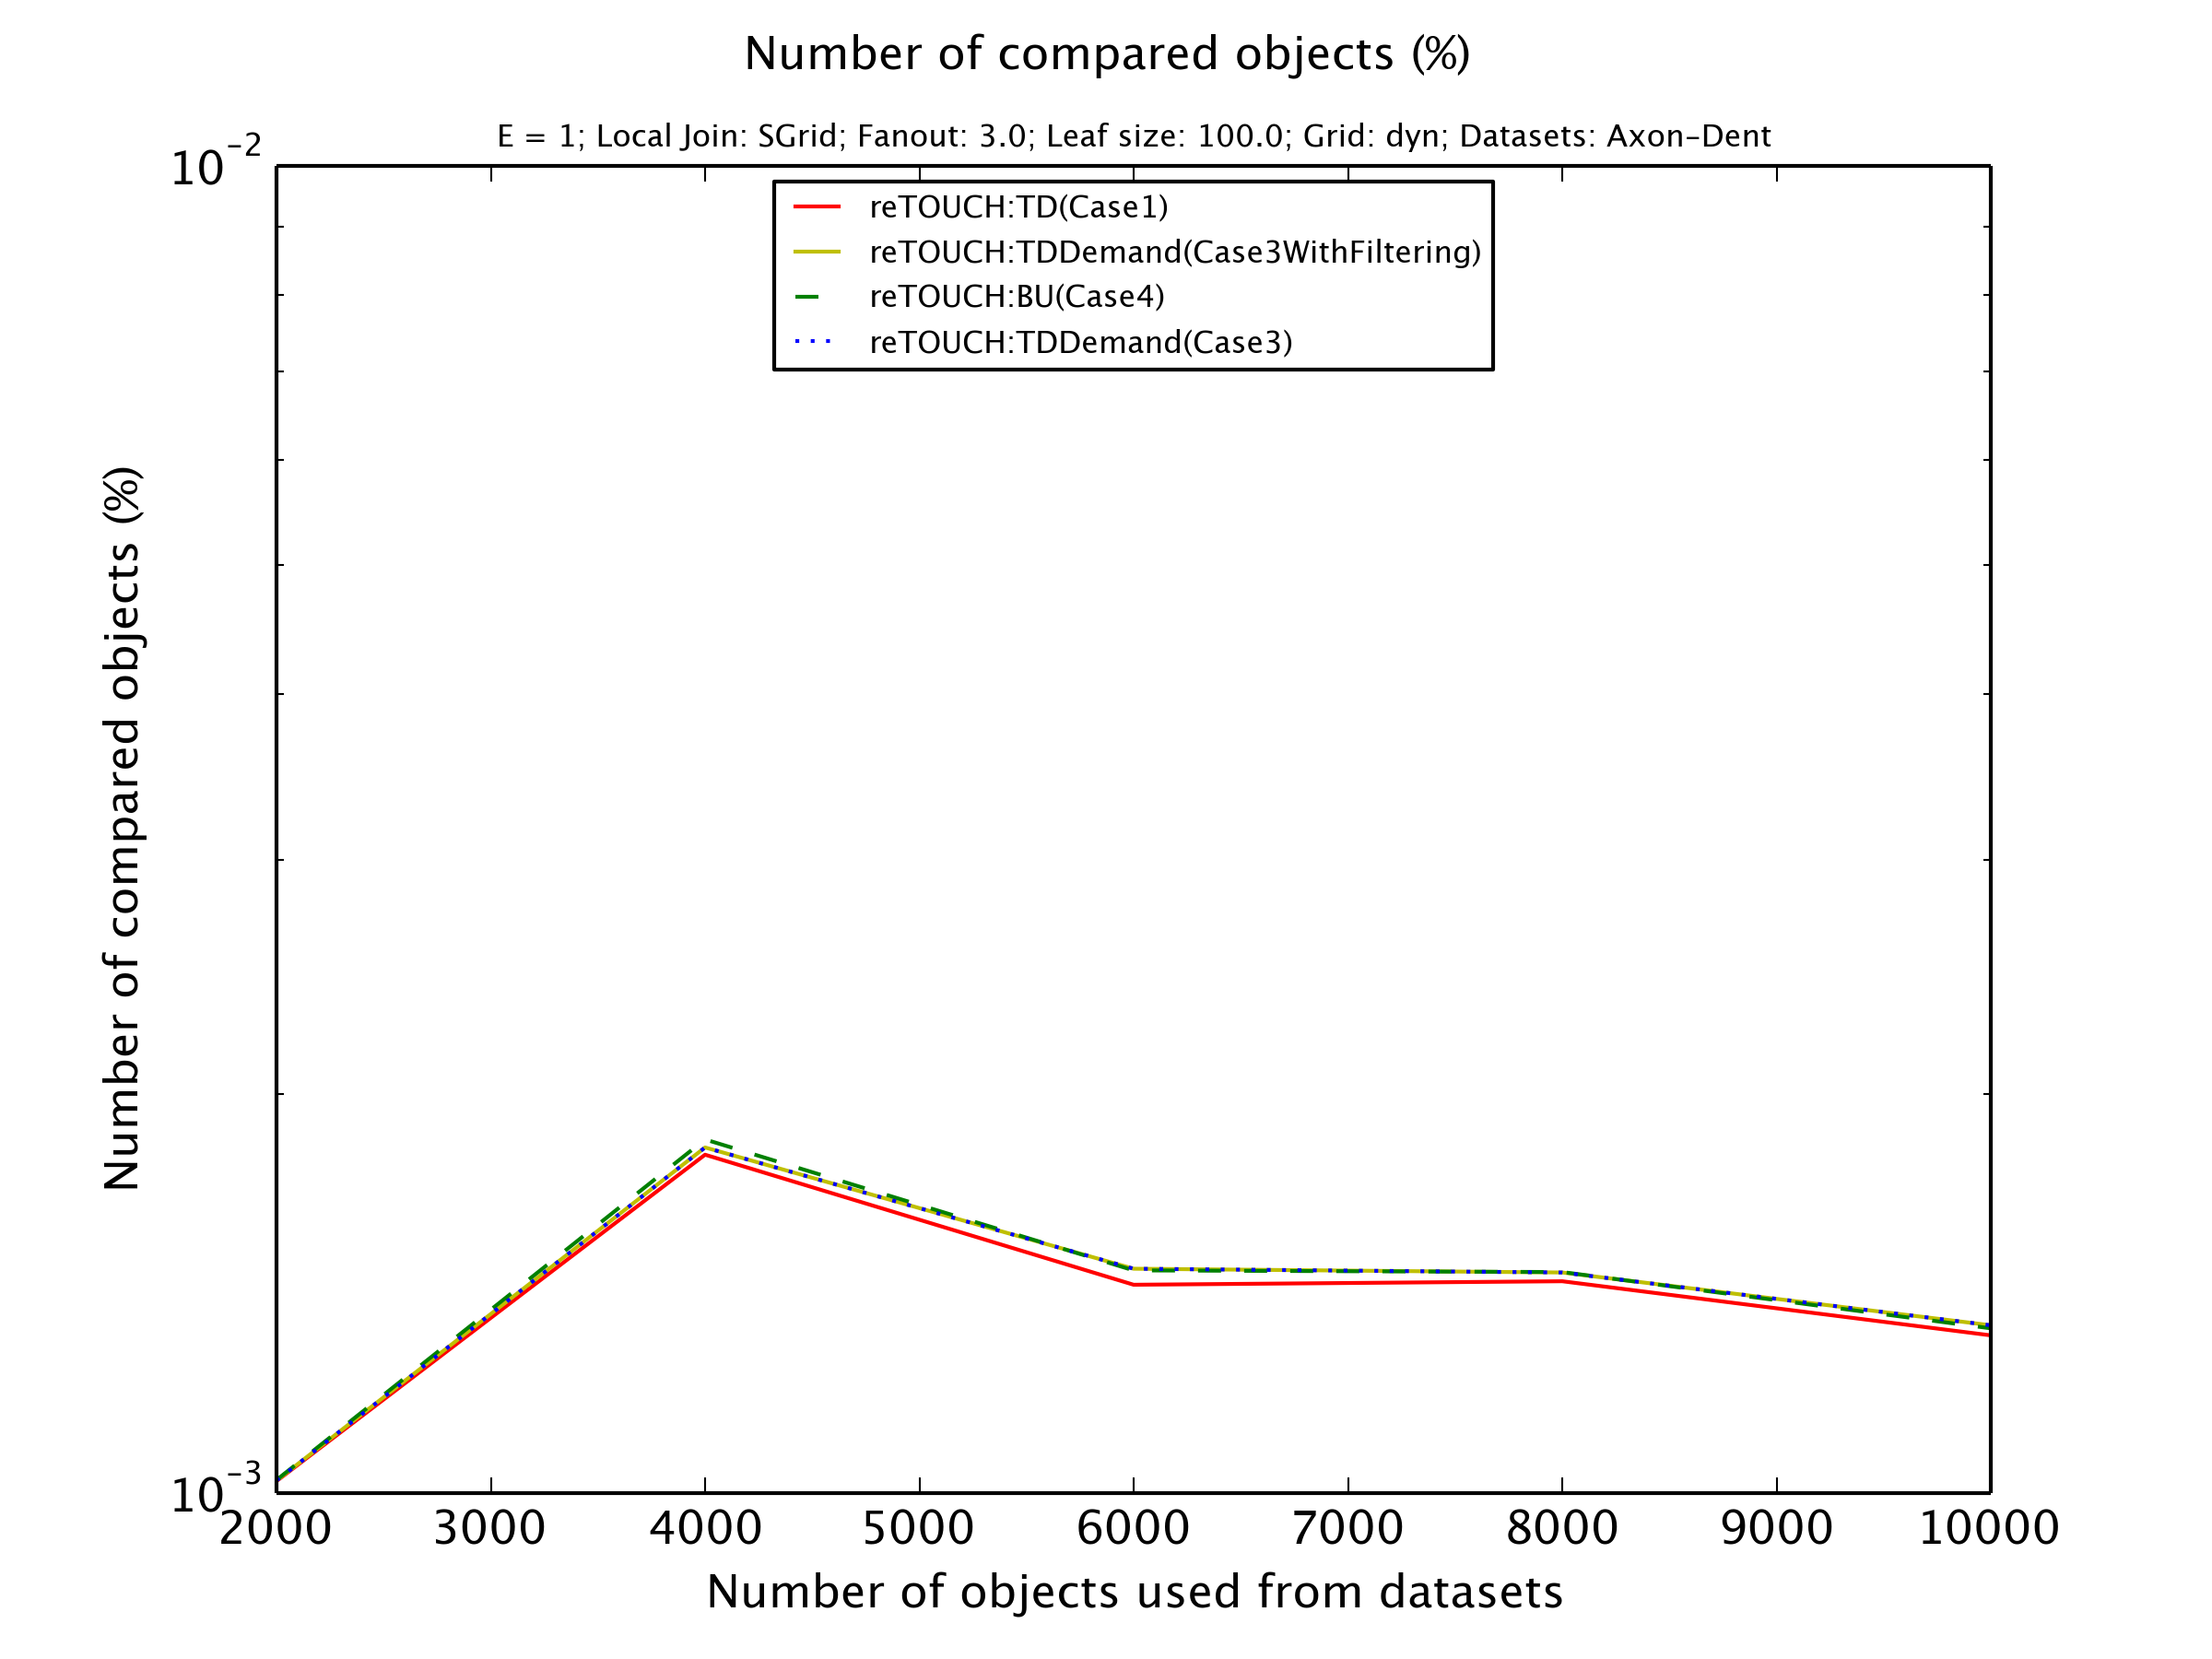 Number of compared objects (%)
E = 1; Local Join: SGrid; Fanout: 3.0; Leaf size: 100.0; Grid: dyn; Datasets: Axon–Dent
10^-2
reTOUCH:TD(Case1)
reTOUCH:TDDemand(Case3WithFiltering)
reTOUCH:BU(Case4)
reTOUCH:TDDemand(Case3)
Number of compared objects (%)
10^-3
2000 3000 4000 5000 6000 7000 8000 9000 10000
Number of objects used from datasets